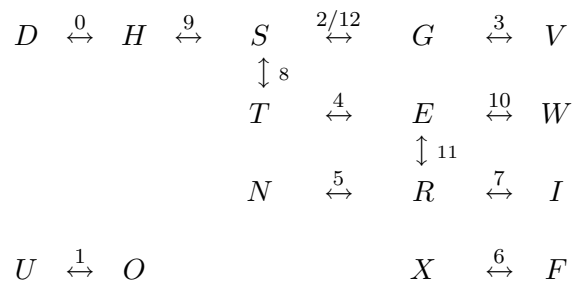 0 9 2/12 3
D ↔ H ↔ S ↔ G ↔ V
↕ 8
4 10
T ↔ E ↔ W
↕ 11
5 7
N ↔ R ↔ I
1 6
U ↔ O X ↔ F